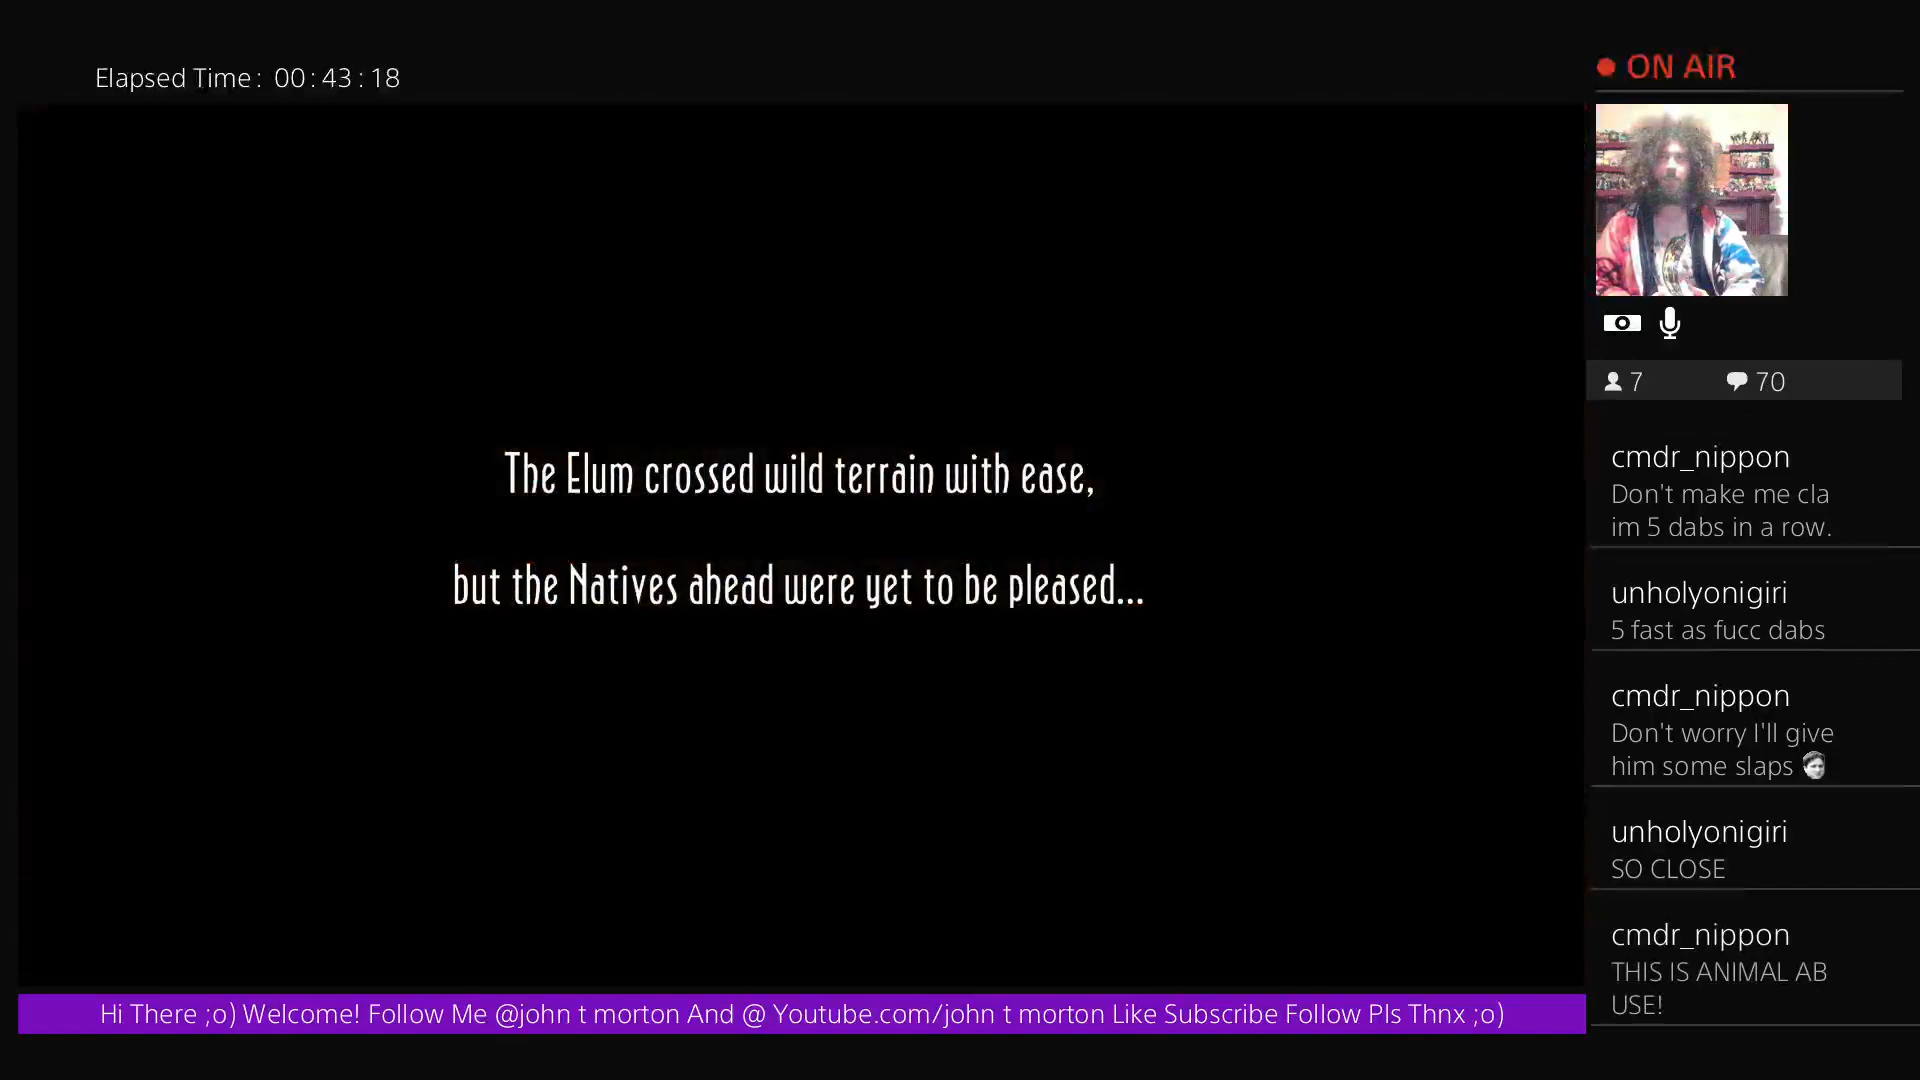 Elapsed Time: 00:43:18
ON AIR
7
70
The Elum crossed wild terrain with ease,
but the Natives ahead were yet to be pleased...
cmdr_nippon
Don't make me cla
im 5 dabs in a row.
unholyonigiri
5 fast as fucc dabs
cmdr_nippon
Don't worry I'll give
him some slaps
unholyonigiri
SO CLOSE
cmdr_nippon
THIS IS ANIMAL AB
USE!
Hi There ;o) Welcome! Follow Me @john t morton And @ Youtube.com/john t morton Like Subscribe Follow Pls Thnx ;o)